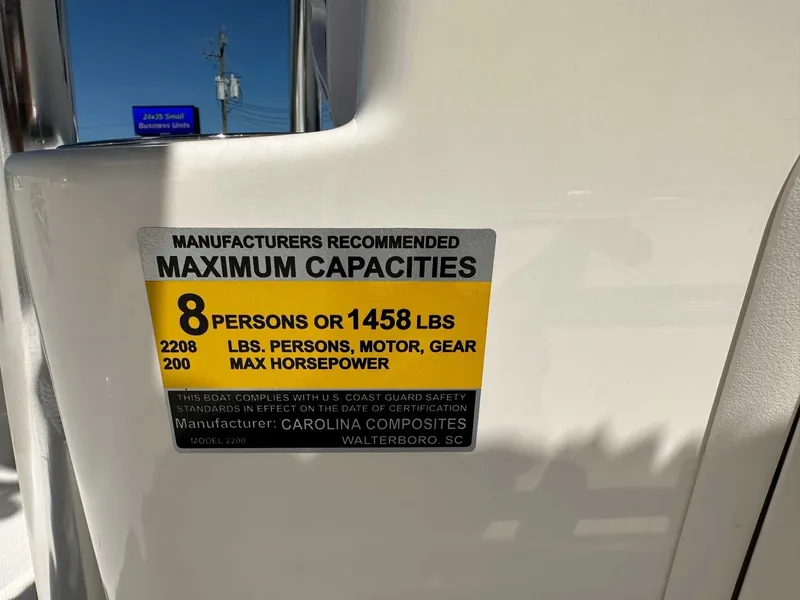 24x35 Small
Business Units
MANUFACTURERS RECOMMENDED
MAXIMUM CAPACITIES
8 PERSONS OR 1458 LBS
2208 LBS. PERSONS, MOTOR, GEAR
200 MAX HORSEPOWER
THIS BOAT COMPLIES WITH U.S. COAST GUARD SAFETY
STANDARDS IN EFFECT ON THE DATE OF CERTIFICATION
Manufacturer: CAROLINA COMPOSITES
MODEL 2200 WALTERBORO, SC